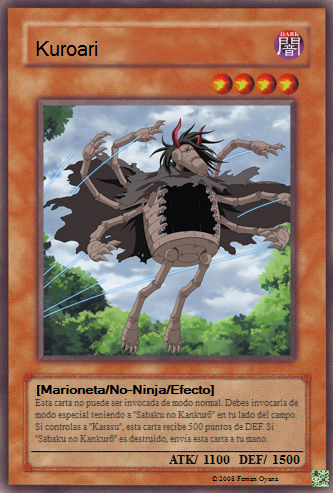 Kuroari
DARK
闇
[Marioneta/No-Ninja/Efecto]
Esta carta no puede ser invocada de modo normal. Debes invocarla de
modo especial teniendo a "Sabaku no Kankurō" en tu lado del campo.
Si controlas a "Karasu", esta carta recibe 500 puntos de DEF. Si
"Sabaku no Kankurō" es destruido, envía esta carta a tu mano.
ATK/ 1100 DEF/ 1500
©2008 Ferran Oyana